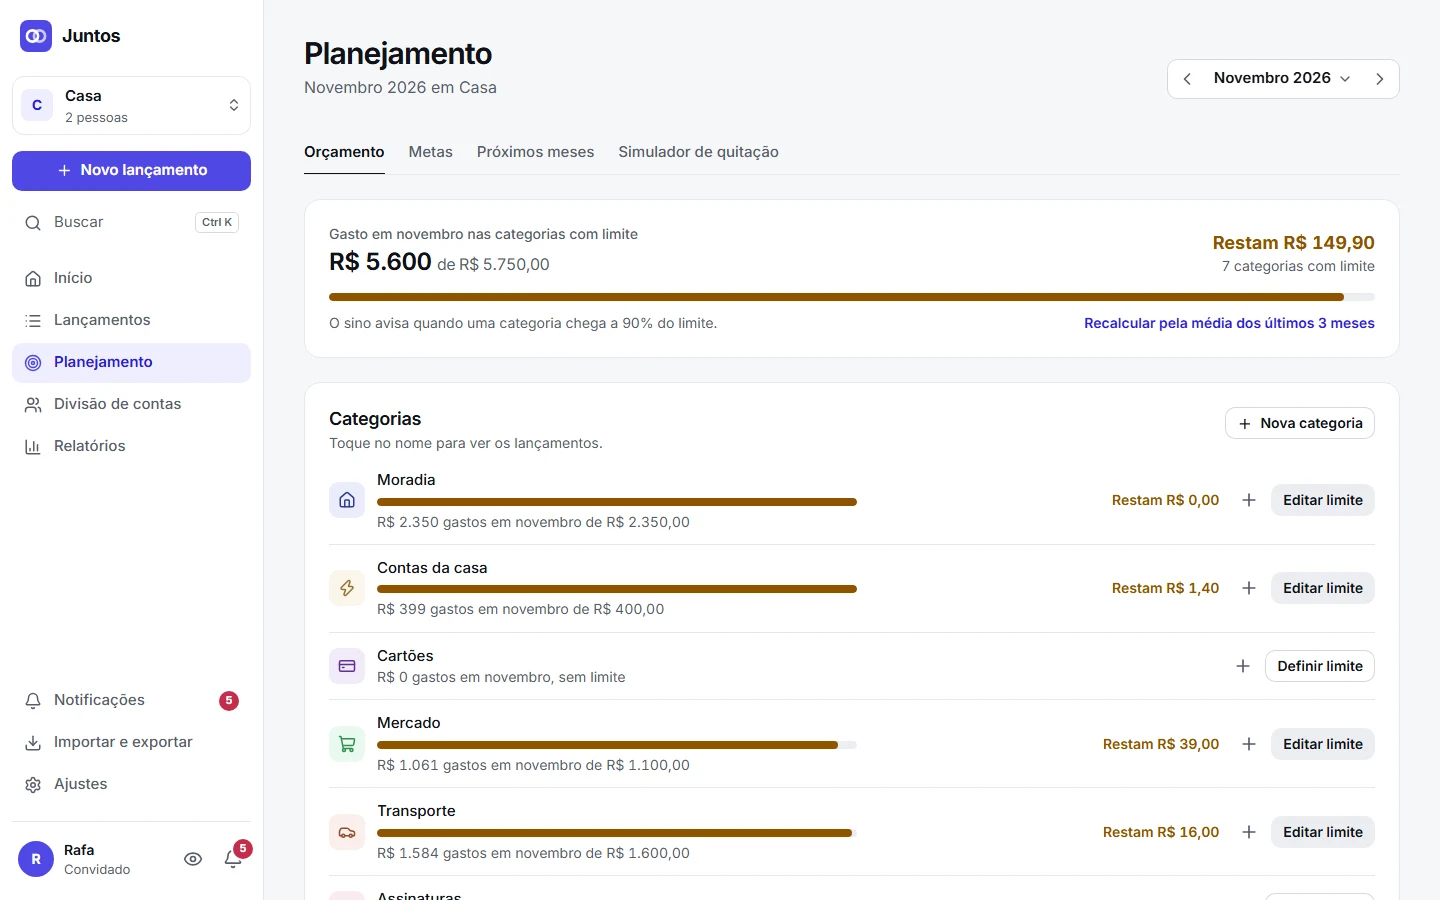 Juntos
C
Casa
2 pessoas
+ Novo lançamento
Buscar
Ctrl K
Início
Lançamentos
Planejamento
Divisão de contas
Relatórios
Notificações
5
Importar e exportar
Ajustes
R
Rafa
Convidado
5
Planejamento
Novembro 2026 em Casa
Novembro 2026
Orçamento
Metas
Próximos meses
Simulador de quitação
Gasto em novembro nas categorias com limite
R$ 5.600 de R$ 5.750,00
Restam R$ 149,90
7 categorias com limite
O sino avisa quando uma categoria chega a 90% do limite.
Recalcular pela média dos últimos 3 meses
Categorias
Toque no nome para ver os lançamentos.
+ Nova categoria
Moradia
R$ 2.350 gastos em novembro de R$ 2.350,00
Restam R$ 0,00
+
Editar limite
Contas da casa
R$ 399 gastos em novembro de R$ 400,00
Restam R$ 1,40
+
Editar limite
Cartões
R$ 0 gastos em novembro, sem limite
+
Definir limite
Mercado
R$ 1.061 gastos em novembro de R$ 1.100,00
Restam R$ 39,00
+
Editar limite
Transporte
R$ 1.584 gastos em novembro de R$ 1.600,00
Restam R$ 16,00
+
Editar limite
Assinaturas